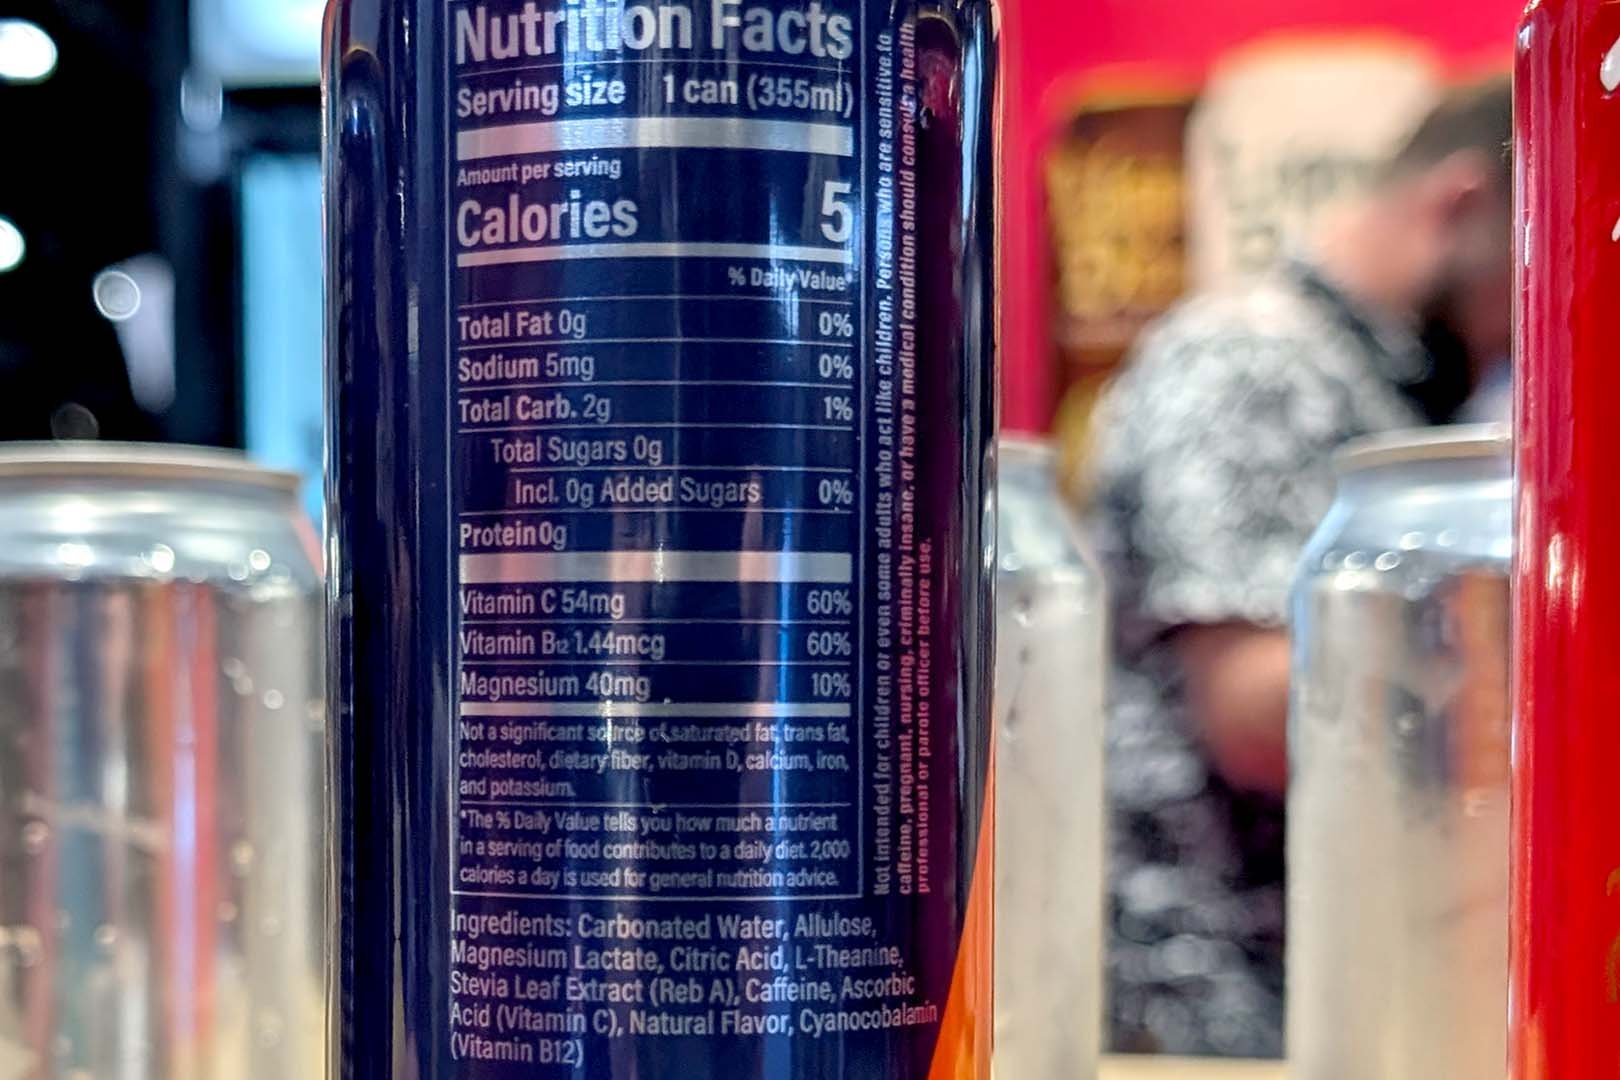 Nutrition Facts
Serving size 1 can (355ml)
Amount per serving
Calories 5
% Daily Value*
Total Fat 0g 0%
Sodium 5mg 0%
Total Carb. 2g 1%
Total Sugars 0g
Incl. 0g Added Sugars 0%
Protein 0g
Vitamin C 54mg 60%
Vitamin B12 1.44mcg 60%
Magnesium 40mg 10%
Not a significant source of saturated fat, trans fat,
cholesterol, dietary fiber, vitamin D, calcium, iron,
and potassium.
*The % Daily Value tells you how much a nutrient
in a serving of food contributes to a daily diet. 2,000
calories a day is used for general nutrition advice.
Ingredients: Carbonated Water, Allulose,
Magnesium Lactate, Citric Acid, L-Theanine,
Stevia Leaf Extract (Reb A), Caffeine, Ascorbic
Acid (Vitamin C), Natural Flavor, Cyanocobalamin
(Vitamin B12)
Not intended for children or even some adults who act like children. Persons who are sensitive to
caffeine, pregnant, nursing, criminally insane, or have a medical condition should consult a health
professional or parole officer before use.